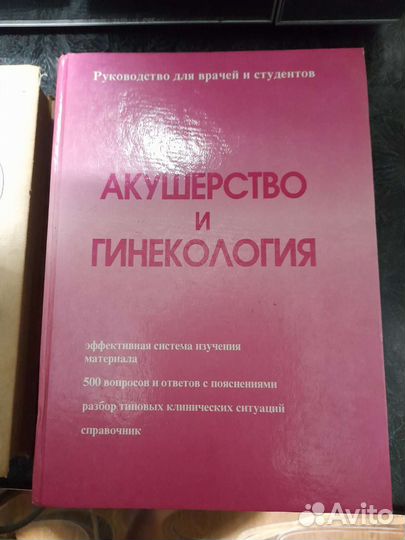 Руководство для врачей и студентов
АКУШЕРСТВО
И
ГИНЕКОЛОГИЯ
эффективная система изучения
материала
500 вопросов и ответов с пояснениями
разбор типовых клинических ситуаций
справочник
Avito